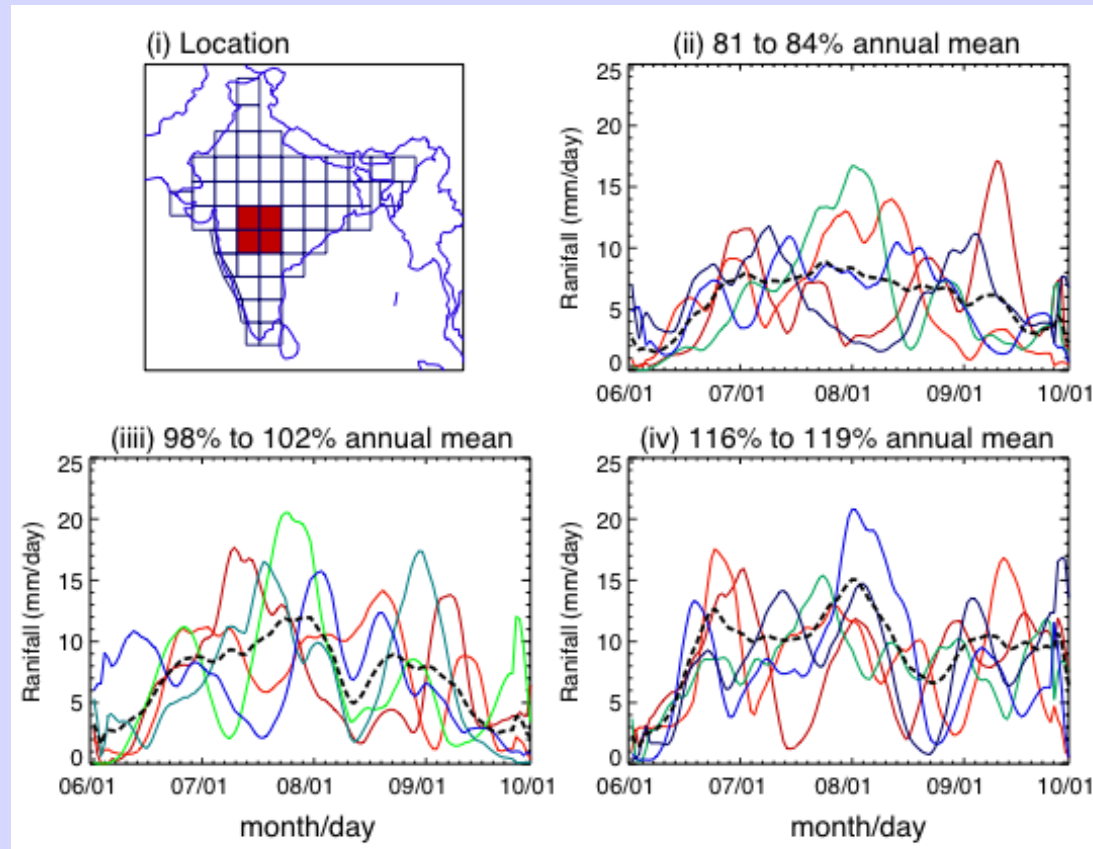 (i) Location
(ii) 81 to 84% annual mean
25
20
15
10
5
0
Ranifall (mm/day)
06/01 07/01 08/01 09/01 10/01
(iiii) 98% to 102% annual mean
25
20
15
10
5
0
Ranifall (mm/day)
06/01 07/01 08/01 09/01 10/01
month/day
(iv) 116% to 119% annual mean
25
20
15
10
5
0
Ranifall (mm/day)
06/01 07/01 08/01 09/01 10/01
month/day